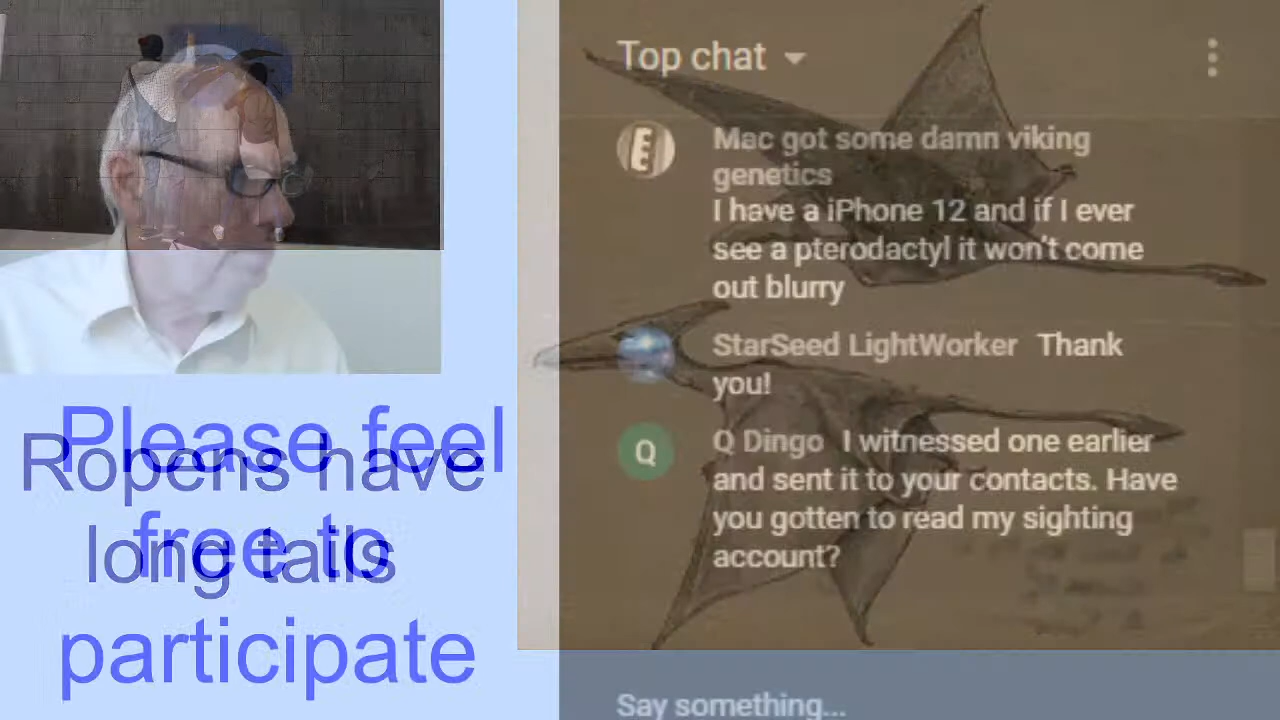 Top chat
Mac got some damn viking
genetics
I have a iPhone 12 and if I ever
see a pterodactyl it won't come
out blurry
StarSeed LightWorker Thank
you!
Q
Q Dingo I witnessed one earlier
and sent it to your contacts. Have
you gotten to read my sighting
account?
Say something...
Please feel
free to
participate
Ropens have
long tails